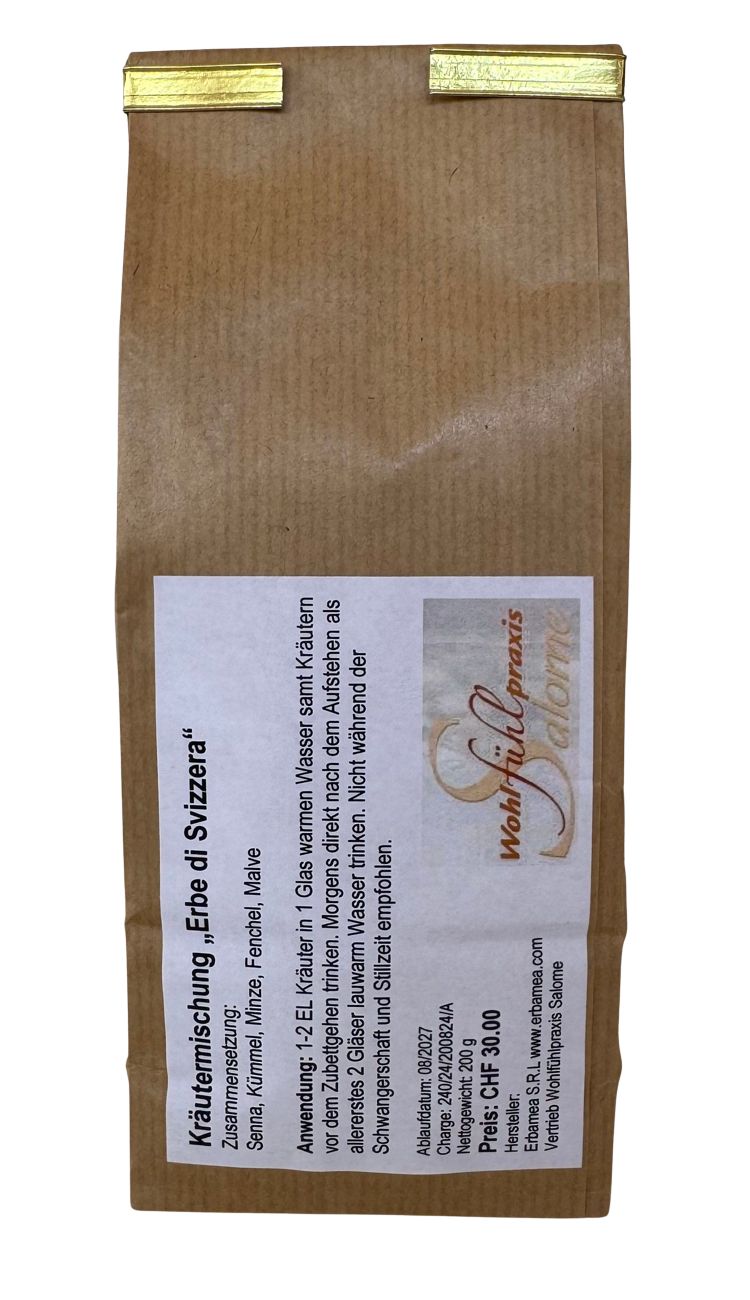 Kräutermischung „Erbe di Svizzera“
Zusammensetzung:
Senna, Kümmel, Minze, Fenchel, Malve
Anwendung: 1-2 EL Kräuter in 1 Glas warmen Wasser samt Kräutern
vor dem Zubettgehen trinken. Morgens direkt nach dem Aufstehen als
allererstes 2 Gläser lauwarm Wasser trinken. Nicht während der
Schwangerschaft und Stillzeit empfohlen.
Ablaufdatum: 08/2027
Charge: 240/24/200824/A
Nettogewicht: 200 g
Preis: CHF 30.00
Hersteller:
Erbamea S.R.L www.erbamea.com
Vertrieb Wohlfühlpraxis Salome
Wohlfühlpraxis
Salome